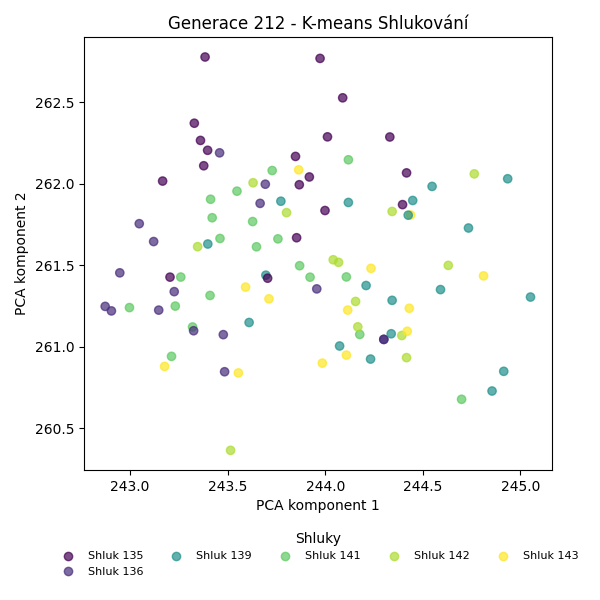 Generace 212 - K-means Shlukování
PCA komponent 2
262.5
262.0
261.5
261.0
260.5
243.0 243.5 244.0 244.5 245.0
PCA komponent 1
Shluky
Shluk 135 Shluk 139 Shluk 141 Shluk 142 Shluk 143
Shluk 136